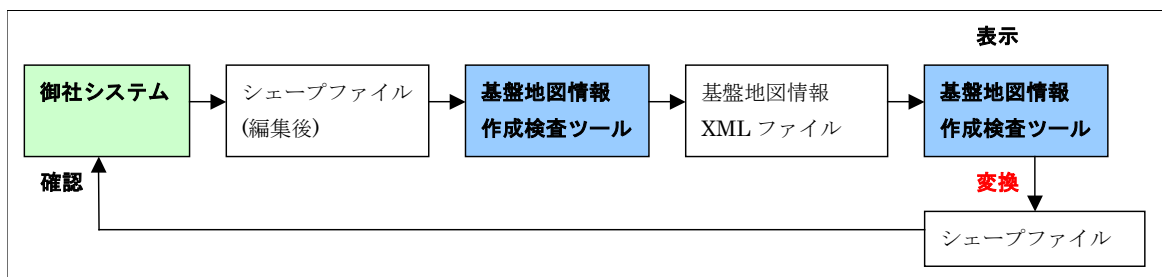 表示
御社システム
シェープファイル
(編集後)
基盤地図情報
作成検査ツール
基盤地図情報
XML ファイル
基盤地図情報
作成検査ツール
確認
変換
シェープファイル